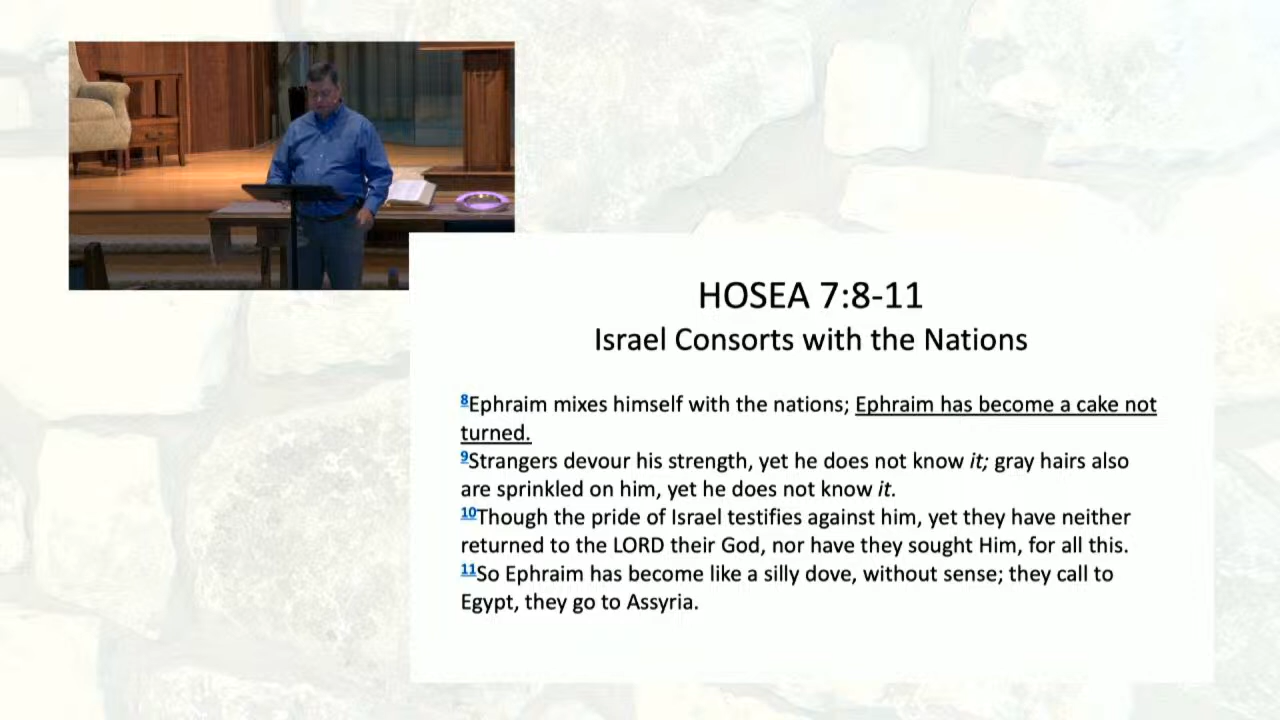 HOSEA 7:8-11
Israel Consorts with the Nations
8Ephraim mixes himself with the nations; Ephraim has become a cake not
turned.
9Strangers devour his strength, yet he does not know it; gray hairs also
are sprinkled on him, yet he does not know it.
10Though the pride of Israel testifies against him, yet they have neither
returned to the LORD their God, nor have they sought Him, for all this.
11So Ephraim has become like a silly dove, without sense; they call to
Egypt, they go to Assyria.